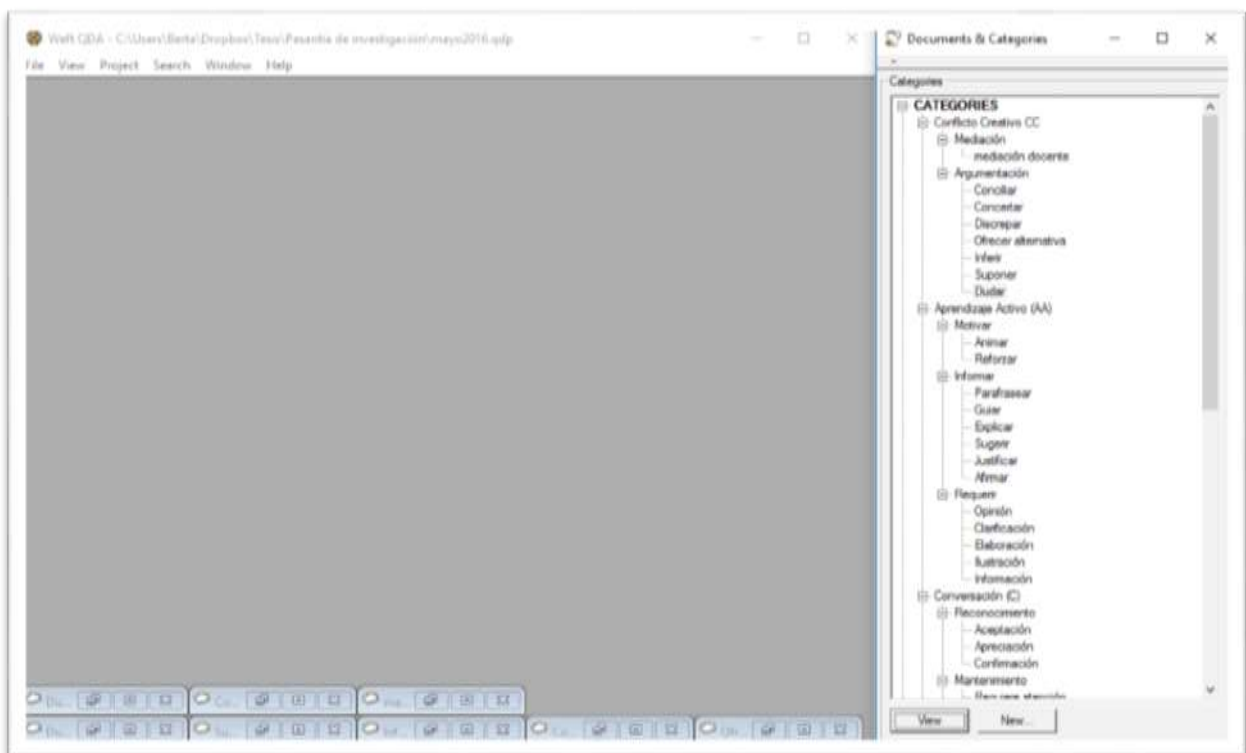 Weft QDA - C:\Users\Berta\Dropbox\Tesis\Pasantia de investigación\mayo2016.qdp
File View Project Search Window Help
Documents & Categories
Categories
CATEGORIES
Conflicto Creativo CC
Mediación
mediación docente
Argumentación
Conciliar
Concertar
Discrepar
Ofrecer alternativa
Inferir
Suponer
Dudar
Aprendizaje Activo (AA)
Motivar
Animar
Reforzar
Informar
Parafrasear
Guiar
Explicar
Sugerir
Justificar
Afirmar
Requerir
Opinión
Clarificación
Elaboración
Ilustración
Información
Conversación (C)
Reconocimiento
Aceptación
Apreciación
Confirmación
Mantenimiento
View New...